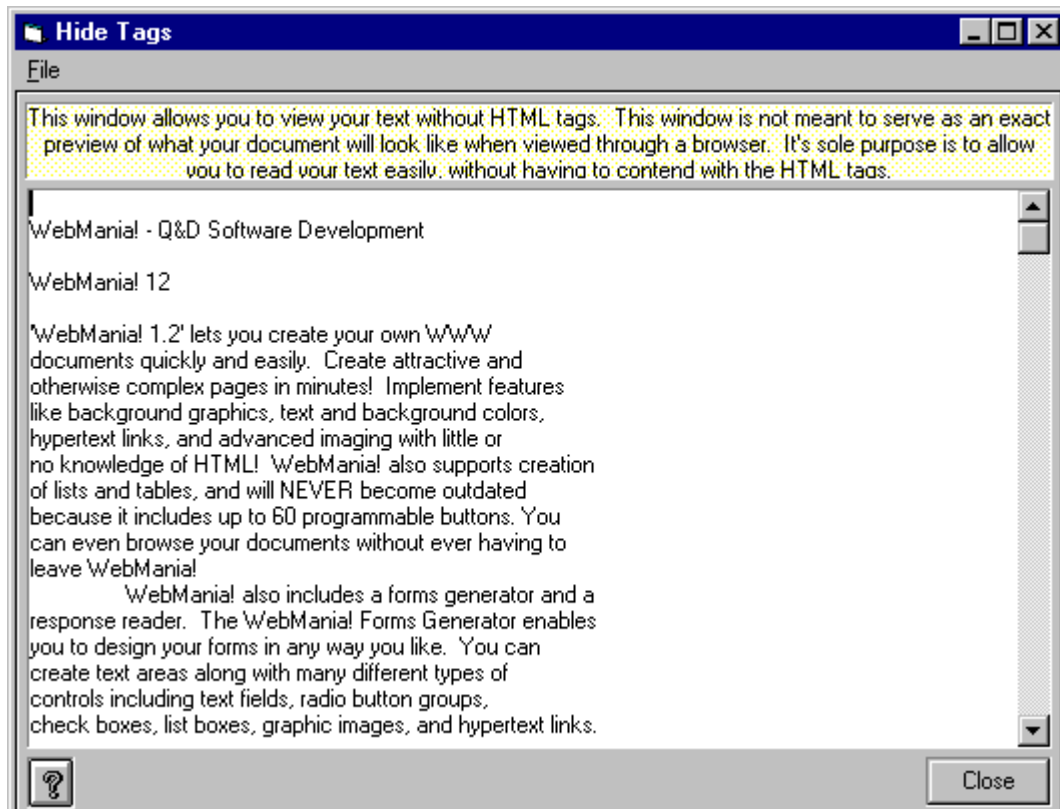 Hide Tags
File
This window allows you to view your text without HTML tags.  This window is not meant to serve as an exact
preview of what your document will look like when viewed through a browser.  It's sole purpose is to allow
you to read your text easily, without having to contend with the HTML tags.
WebMania! - Q&D Software Development
WebMania! 12
'WebMania! 1.2' lets you create your own WWW
documents quickly and easily.  Create attractive and
otherwise complex pages in minutes!  Implement features
like background graphics, text and background colors,
hypertext links, and advanced imaging with little or
no knowledge of HTML!  WebMania! also supports creation
of lists and tables, and will NEVER become outdated
because it includes up to 60 programmable buttons. You
can even browse your documents without ever having to
leave WebMania!
WebMania! also includes a forms generator and a
response reader.  The WebMania! Forms Generator enables
you to design your forms in any way you like.  You can
create text areas along with many different types of
controls including text fields, radio button groups,
check boxes, list boxes, graphic images, and hypertext links.
?
Close